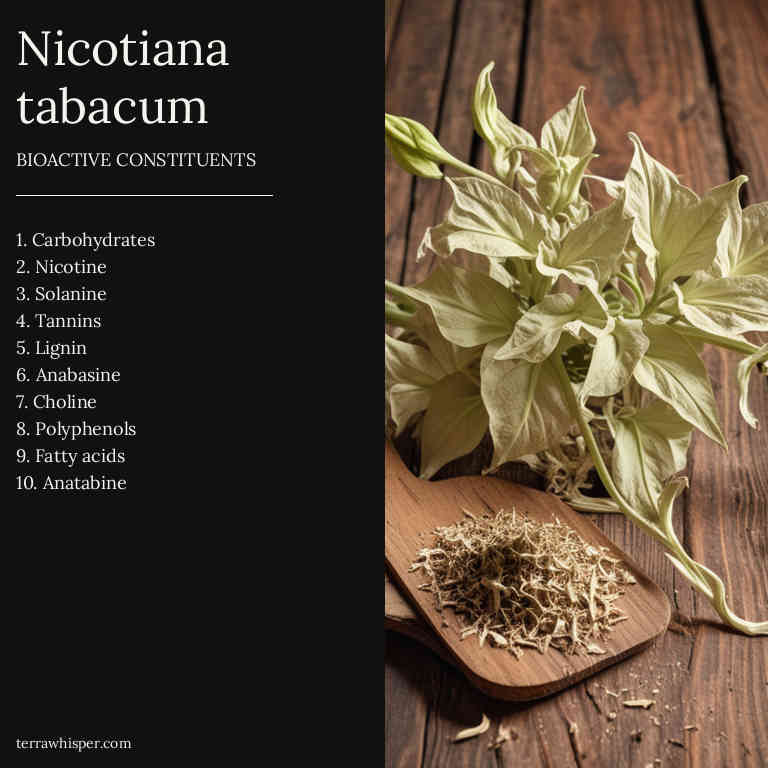 Nicotiana
tabacum
BIOACTIVE CONSTITUENTS
1. Carbohydrates
2. Nicotine
3. Solanine
4. Tannins
5. Lignin
6. Anabasine
7. Choline
8. Polyphenols
9. Fatty acids
10. Anatabine
terrawhisper.com